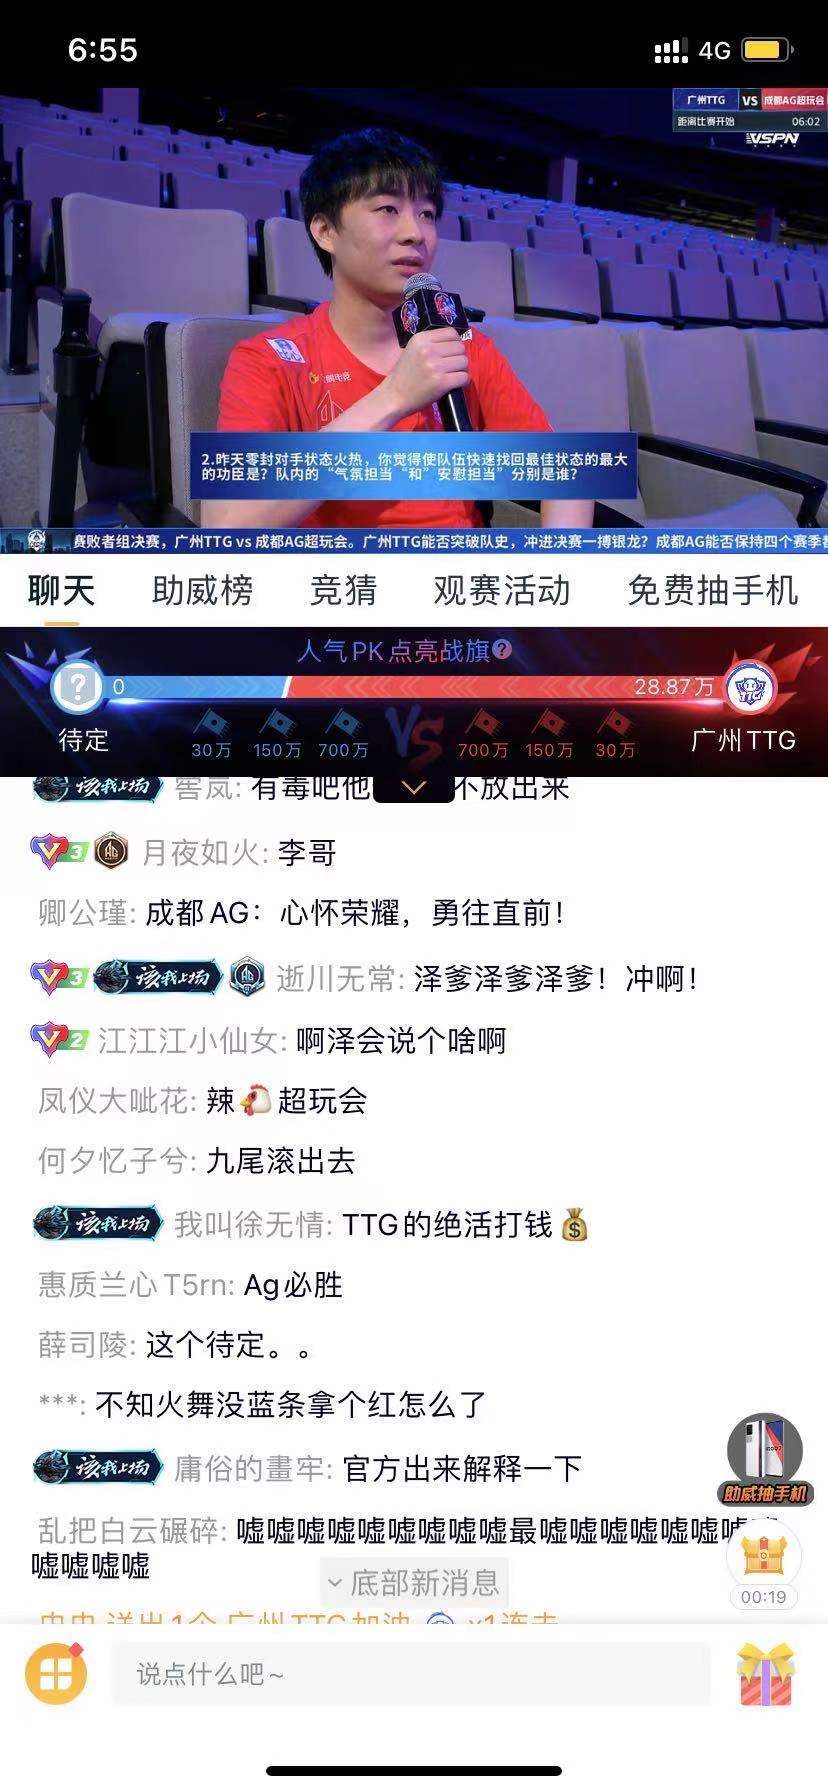 6:55
4G
广州TTG VS 成都AG超玩会
距离比赛开始 06:02
VSPN
2.昨天零封对手状态火热，你觉得使队伍快速找回最佳状态的最大
的功臣是？队内的“气氛担当“和”安慰担当”分别是谁？
赛败者组决赛，广州TTG vs 成都AG超玩会。广州TTG能否突破队史，冲进决赛一搏银龙？成都AG能否保持四个赛季都
聊天 助威榜 竞猜 观赛活动 免费抽手机
人气PK点亮战旗?
? 0 28.87万 TTG
待定 30万 150万 700万 VS 700万 150万 30万 广州TTG
该我上场 窖岚: 有毒吧他 不放出来
V3 AG 月夜如火: 李哥
卿公瑾: 成都AG：心怀荣耀，勇往直前！
V3 该我上场 AG 逝川无常: 泽爹泽爹泽爹！冲啊！
V2 江江江小仙女: 啊泽会说个啥啊
凤仪大呲花: 辣🐔超玩会
何夕忆子兮: 九尾滚出去
该我上场 我叫徐无情: TTG的绝活打钱💰
惠质兰心T5rn: Ag必胜
薛司陵: 这个待定。。
***: 不知火舞没蓝条拿个红怎么了
该我上场 庸俗的畫牢: 官方出来解释一下
乱把白云碾碎: 嘘嘘嘘嘘嘘嘘嘘嘘嘘最嘘嘘嘘嘘嘘嘘嘘
嘘嘘嘘嘘
助威抽手机
00:19
底部新消息
送出1个 广州TTG加油 x1连击
说点什么吧~